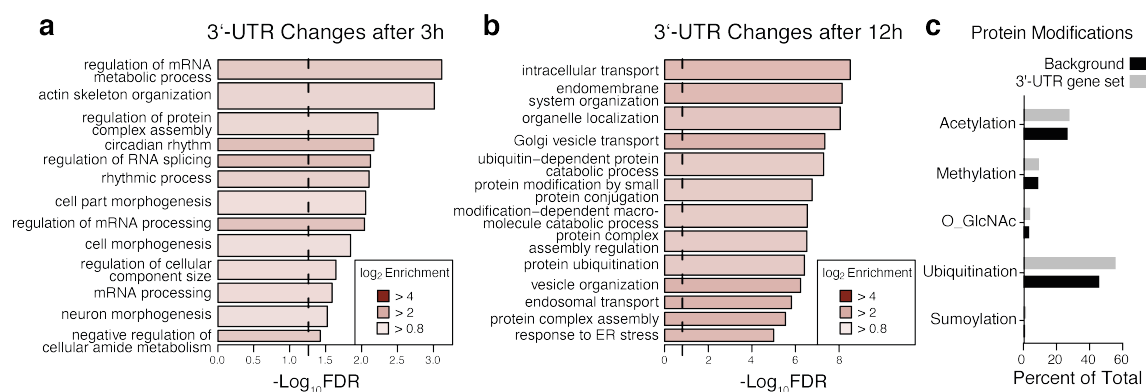 a
3‘-UTR Changes after 3h
regulation of mRNA
metabolic process
actin skeleton organization
regulation of protein
complex assembly
circadian rhythm
regulation of RNA splicing
rhythmic process
cell part morphogenesis
regulation of mRNA processing
cell morphogenesis
regulation of cellular
component size
mRNA processing
neuron morphogenesis
negative regulation of
cellular amide metabolism
log2 Enrichment
> 4
> 2
> 0.8
0.0 0.5 1.0 1.5 2.0 2.5 3.0
-Log10FDR
b
3‘-UTR Changes after 12h
intracellular transport
endomembrane
system organization
organelle localization
Golgi vesicle transport
ubiquitin−dependent protein
catabolic process
protein modification by small
protein conjugation
modification−dependent macro-
molecule catabolic process
protein complex
assembly regulation
protein ubiquitination
vesicle organization
endosomal transport
protein complex assembly
response to ER stress
log2 Enrichment
> 4
> 2
> 0.8
0 2 4 6 8
-Log10FDR
c
Protein Modifications
Background
3'-UTR gene set
Acetylation
Methylation
O_GlcNAc
Ubiquitination
Sumoylation
0 20 40 60
Percent of Total